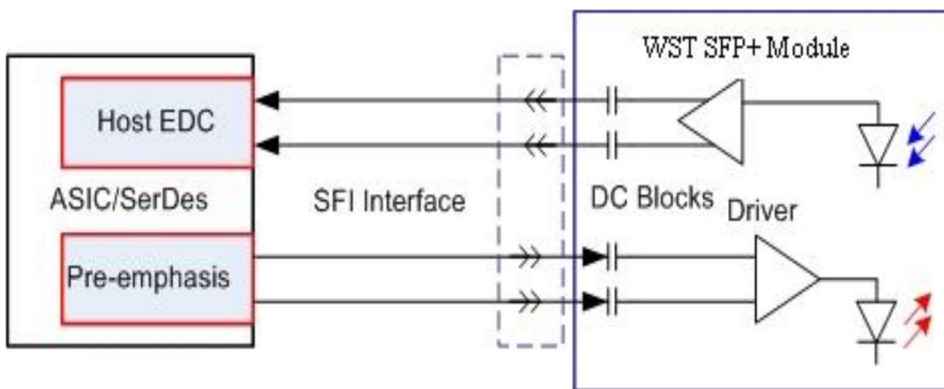 WST SFP+ Module
Host EDC
ASIC/SerDes
SFI Interface
DC Blocks
Driver
Pre-emphasis